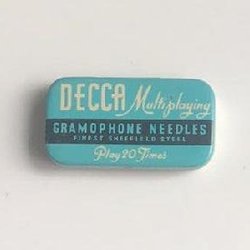 DECCA Multiplaying
GRAMOPHONE NEEDLES
FINEST SHEFFIELD STEEL
Play 20 Times